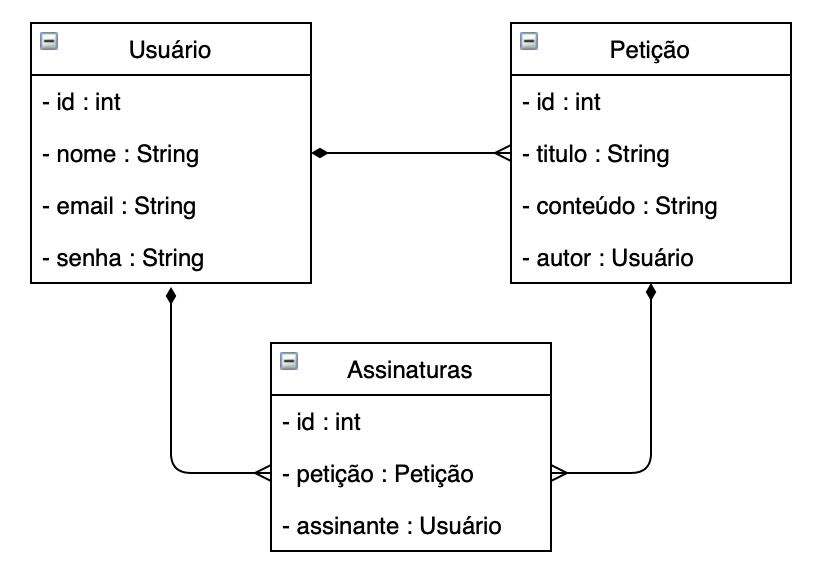 Usuário
- id : int
- nome : String
- email : String
- senha : String
Petição
- id : int
- titulo : String
- conteúdo : String
- autor : Usuário
Assinaturas
- id : int
- petição : Petição
- assinante : Usuário